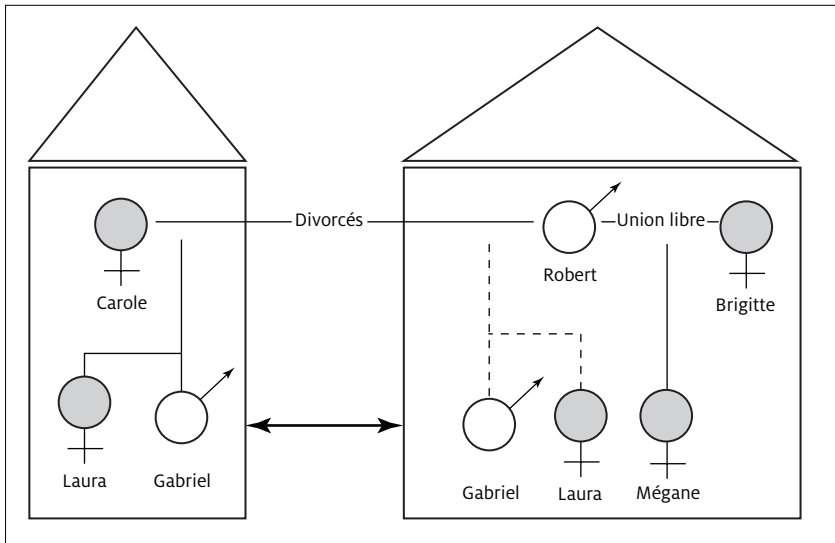 Divorcés
Union libre
Carole
Robert
Brigitte
Laura
Gabriel
Gabriel
Laura
Mégane